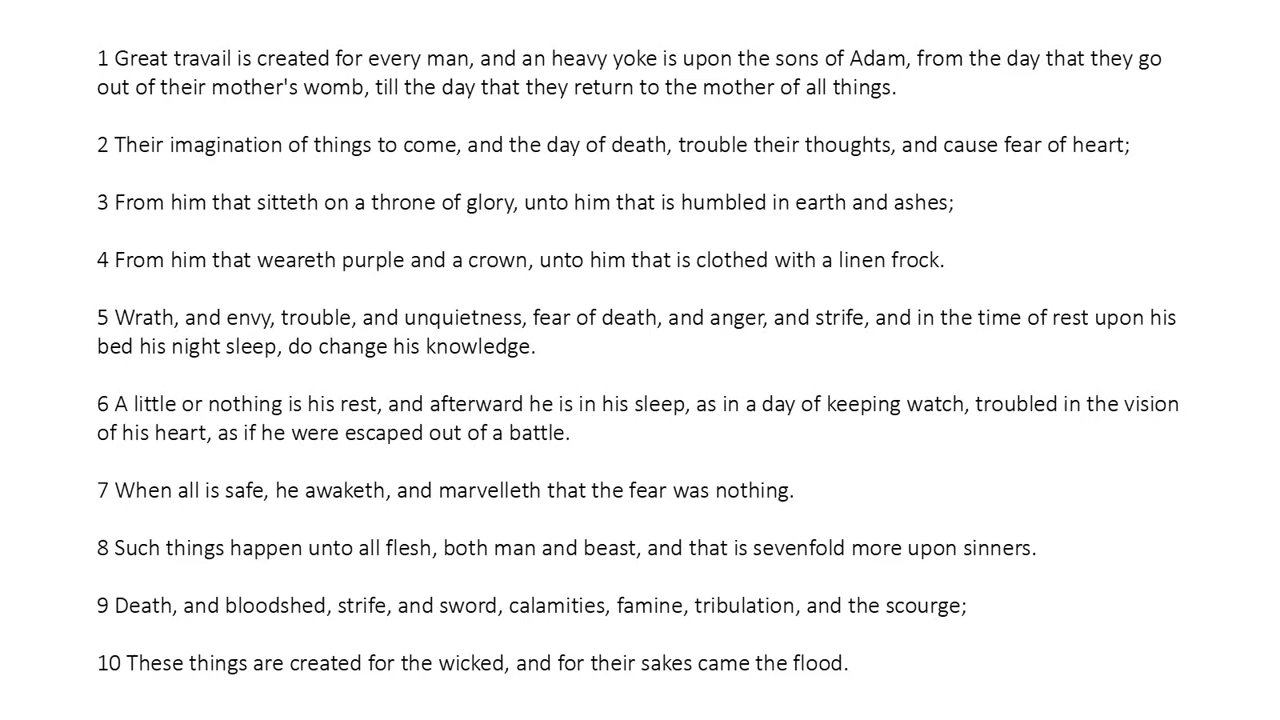 1 Great travail is created for every man, and an heavy yoke is upon the sons of Adam, from the day that they go
out of their mother's womb, till the day that they return to the mother of all things.
2 Their imagination of things to come, and the day of death, trouble their thoughts, and cause fear of heart;
3 From him that sitteth on a throne of glory, unto him that is humbled in earth and ashes;
4 From him that weareth purple and a crown, unto him that is clothed with a linen frock.
5 Wrath, and envy, trouble, and unquietness, fear of death, and anger, and strife, and in the time of rest upon his
bed his night sleep, do change his knowledge.
6 A little or nothing is his rest, and afterward he is in his sleep, as in a day of keeping watch, troubled in the vision
of his heart, as if he were escaped out of a battle.
7 When all is safe, he awaketh, and marvelleth that the fear was nothing.
8 Such things happen unto all flesh, both man and beast, and that is sevenfold more upon sinners.
9 Death, and bloodshed, strife, and sword, calamities, famine, tribulation, and the scourge;
10 These things are created for the wicked, and for their sakes came the flood.